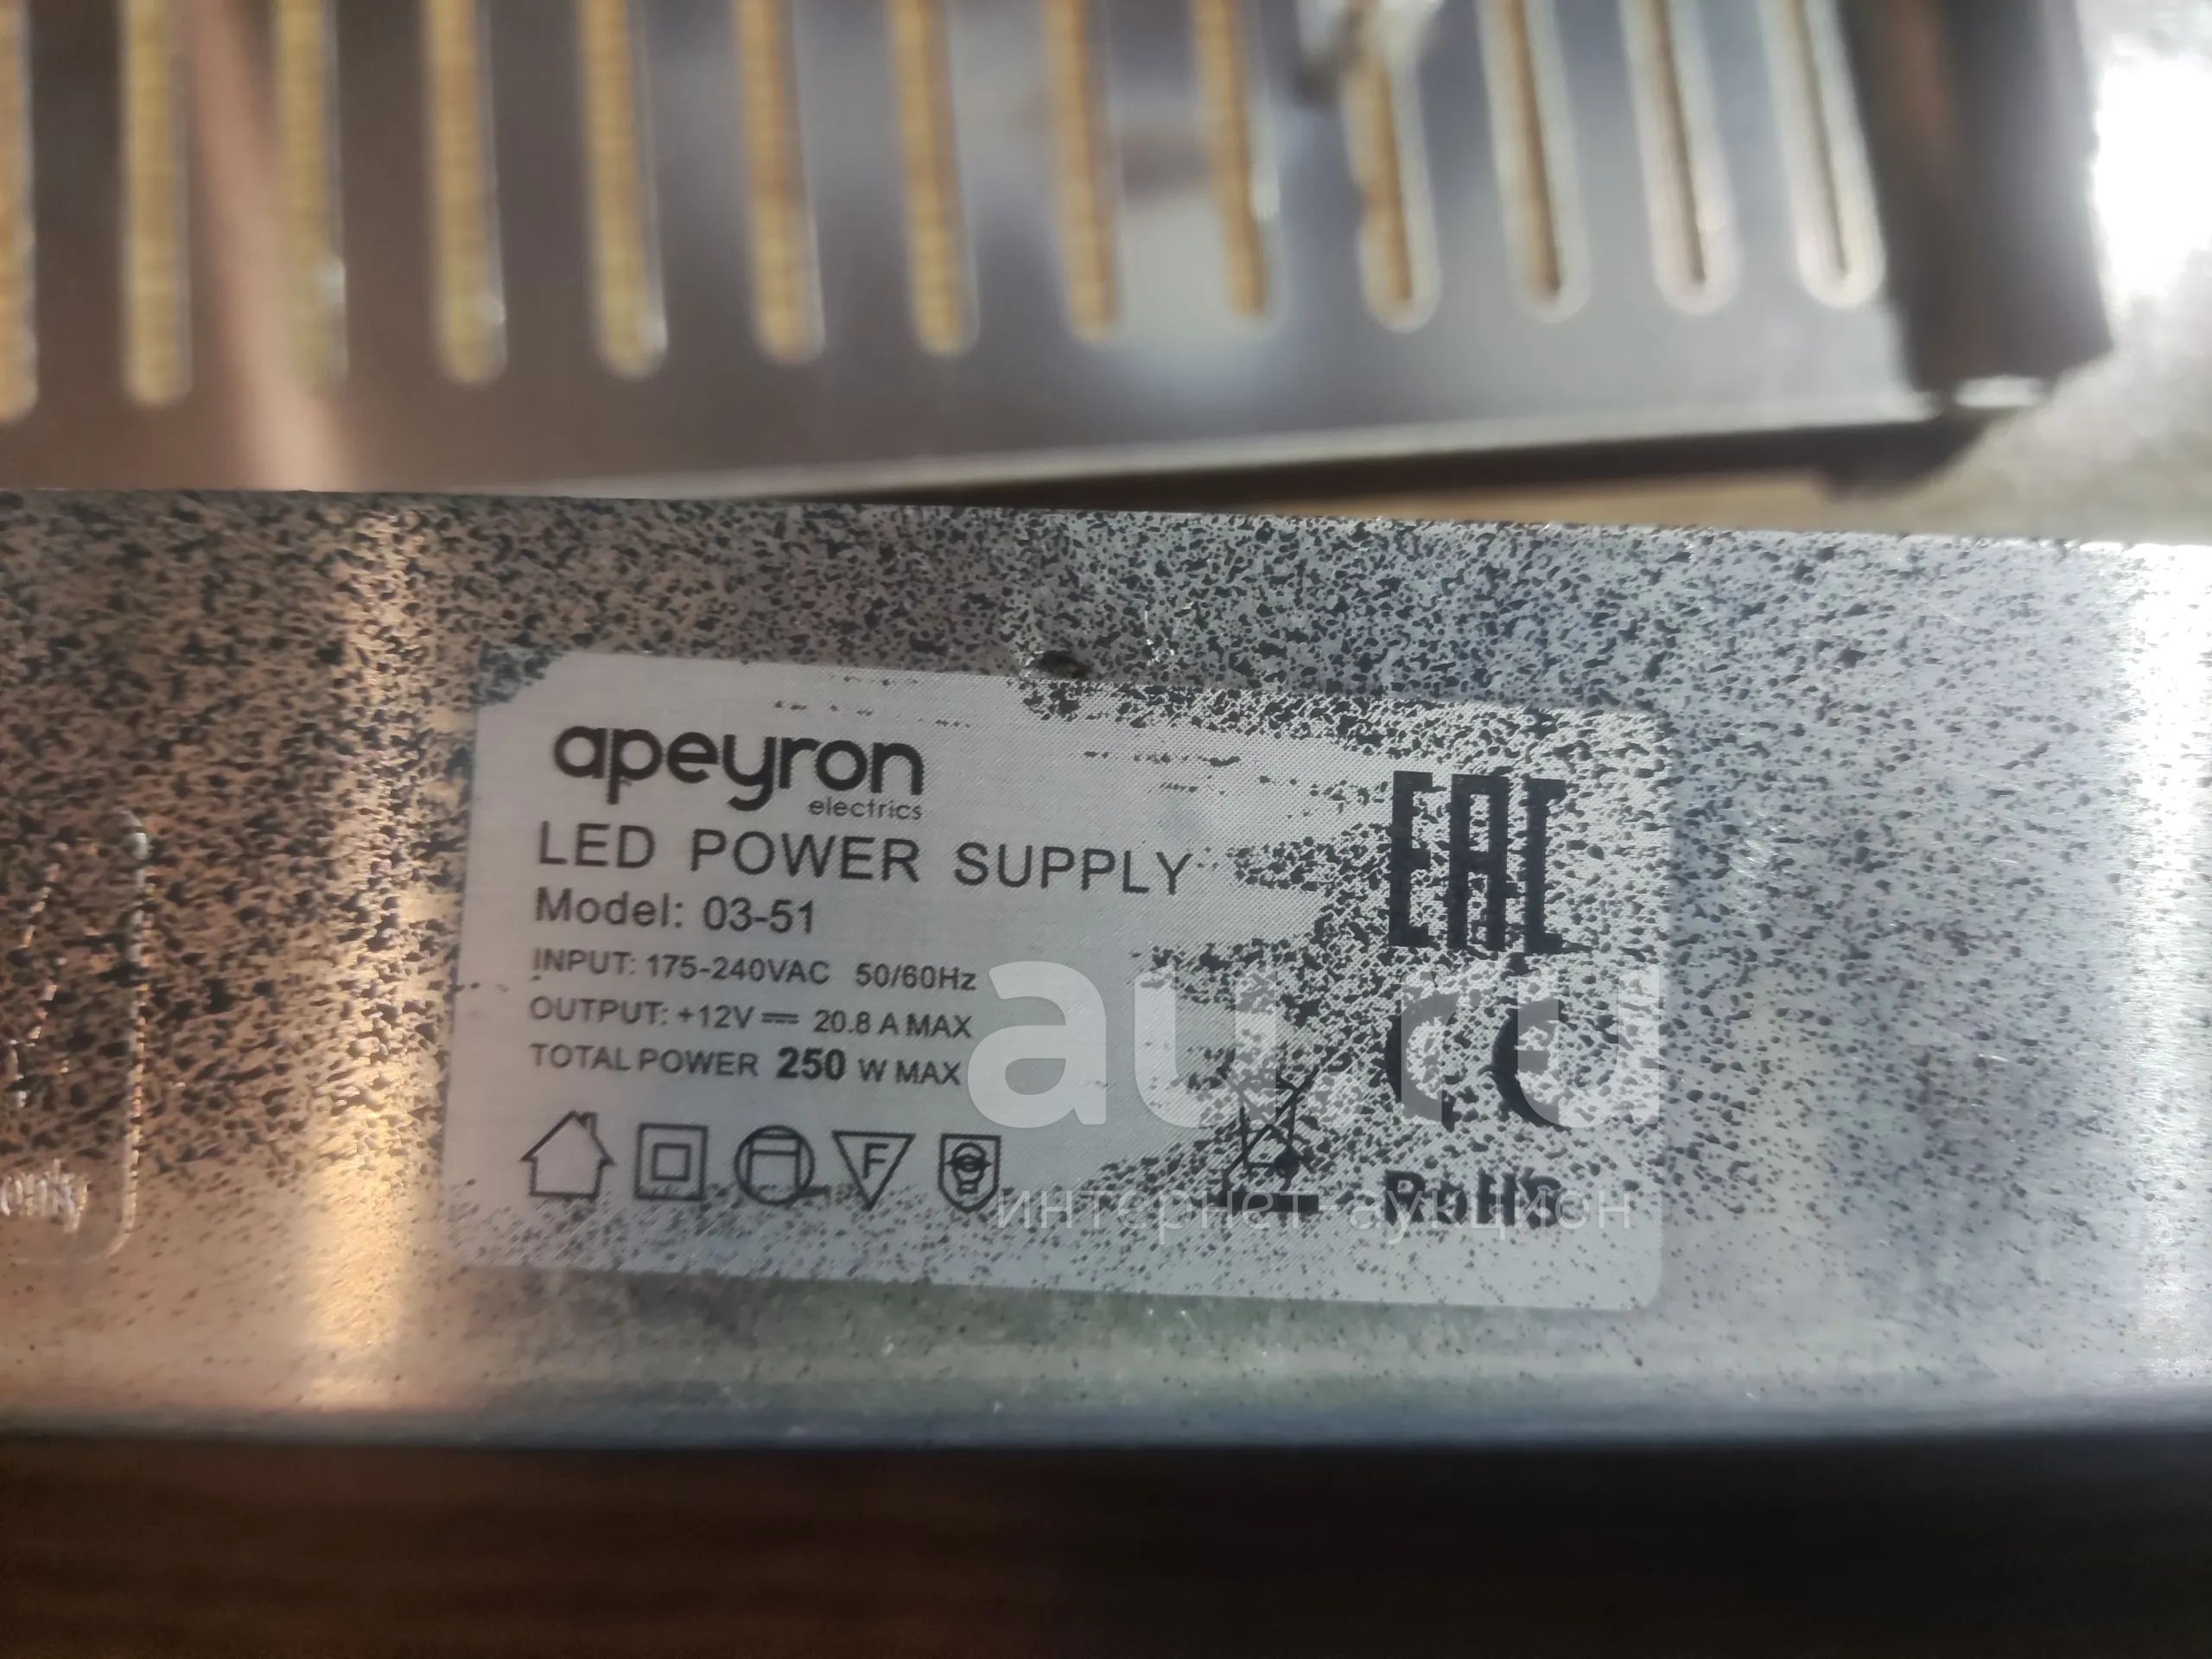 apeyron
electrics
LED POWER SUPPLY
Model: 03-51
INPUT: 175-240VAC 50/60Hz
OUTPUT: +12V⎓ 20.8 A MAX
TOTAL POWER 250 W MAX
F
EAC
CE
RoHS
au.ru
интернет-аукцион